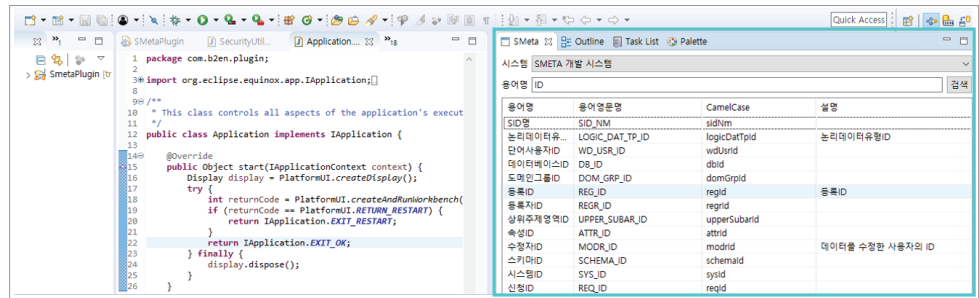 Quick Access
»1
SMetaPlugin SecurityUtil... Application.... »18
SMeta Outline Task List Palette
SmetaPlugin [tr
1 package com.b2en.plugin;
2
3 import org.eclipse.equinox.app.IApplication;
8
9 /**
10 * This class controls all aspects of the application's execut
11 */
12 public class Application implements IApplication {
13
14 @Override
15 public Object start(IApplicationContext context) {
16 Display display = PlatformUI.createDisplay();
17 try {
18 int returnCode = PlatformUI.createAndRunWorkbench(
19 if (returnCode == PlatformUI.RETURN_RESTART) {
20 return IApplication.EXIT_RESTART;
21 }
22 return IApplication.EXIT_OK;
23 } finally {
24 display.dispose();
25 }
26 }
시스템 SMETA 개발 시스템
용어명 ID 검색
용어명 용어영문명 CamelCase 설명
SID명 SID_NM sidNm
논리데이터유... LOGIC_DAT_TP_ID logicDatTpId 논리데이터유형ID
단어사용자ID WD_USR_ID wdUsrId
데이터베이스ID DB_ID dbId
도메인그룹ID DOM_GRP_ID domGrpId
등록ID REG_ID regId 등록ID
등록자ID REGR_ID regrId
상위주제영역ID UPPER_SUBAR_ID upperSubarId
속성ID ATTR_ID attrId
수정자ID MODR_ID modrId 데이터를 수정한 사용자의 ID
스키마ID SCHEMA_ID schemaId
시스템ID SYS_ID sysId
신청ID REQ_ID reqId